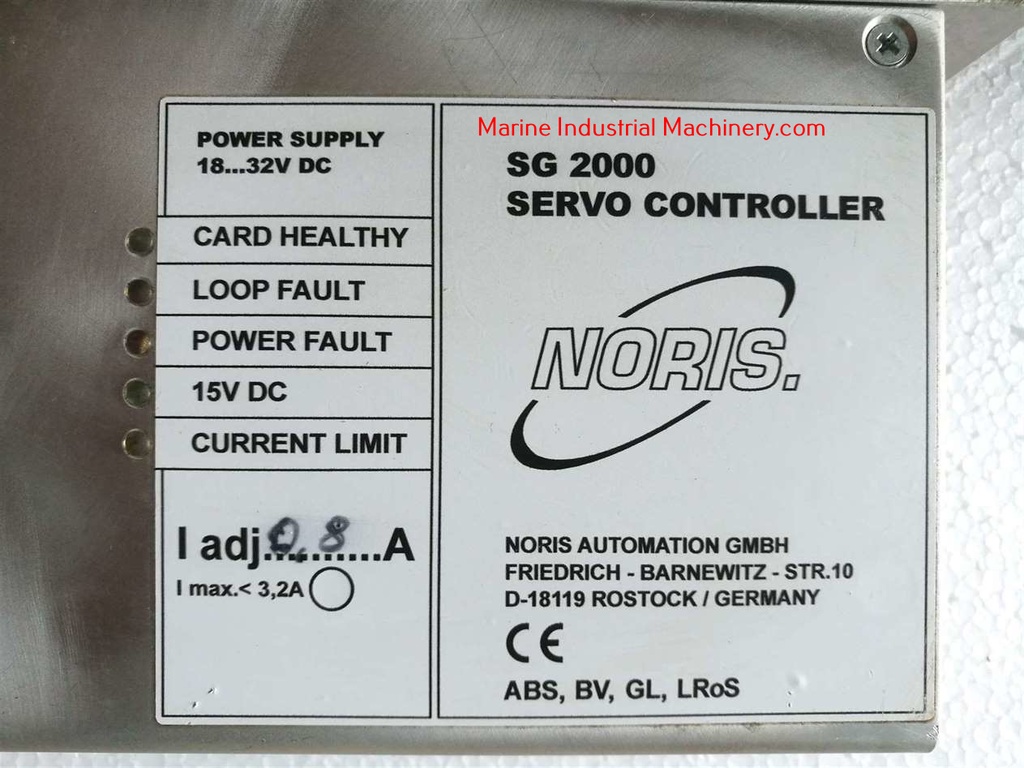 Marine Industrial Machinery.com
POWER SUPPLY
18...32V DC
CARD HEALTHY
LOOP FAULT
POWER FAULT
15V DC
CURRENT LIMIT
I adj.0,8.......A
I max.< 3,2A
SG 2000
SERVO CONTROLLER
NORIS.
NORIS AUTOMATION GMBH
FRIEDRICH - BARNEWITZ - STR.10
D-18119 ROSTOCK / GERMANY
CE
ABS, BV, GL, LRoS